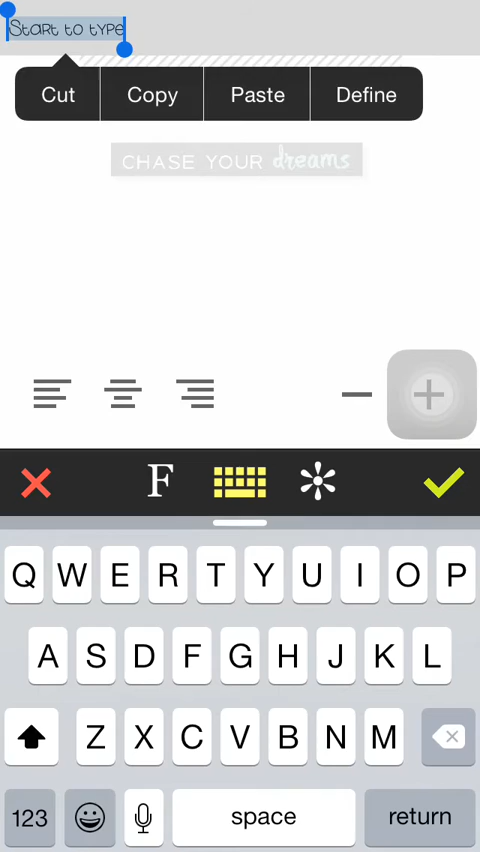 Start to type
Cut Copy Paste Define
CHASE YOUR dreams
F
Q W E R T Y U I O P
A S D F G H J K L
Z X C V B N M
123 space return